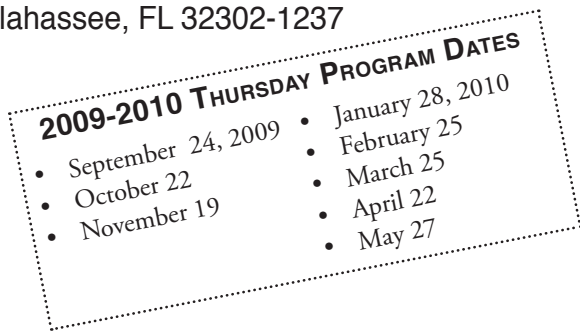 lahassee, FL 32302-1237
2009-2010 Thursday Program Dates
• September 24, 2009
• October 22
• November 19
• January 28, 2010
• February 25
• March 25
• April 22
• May 27